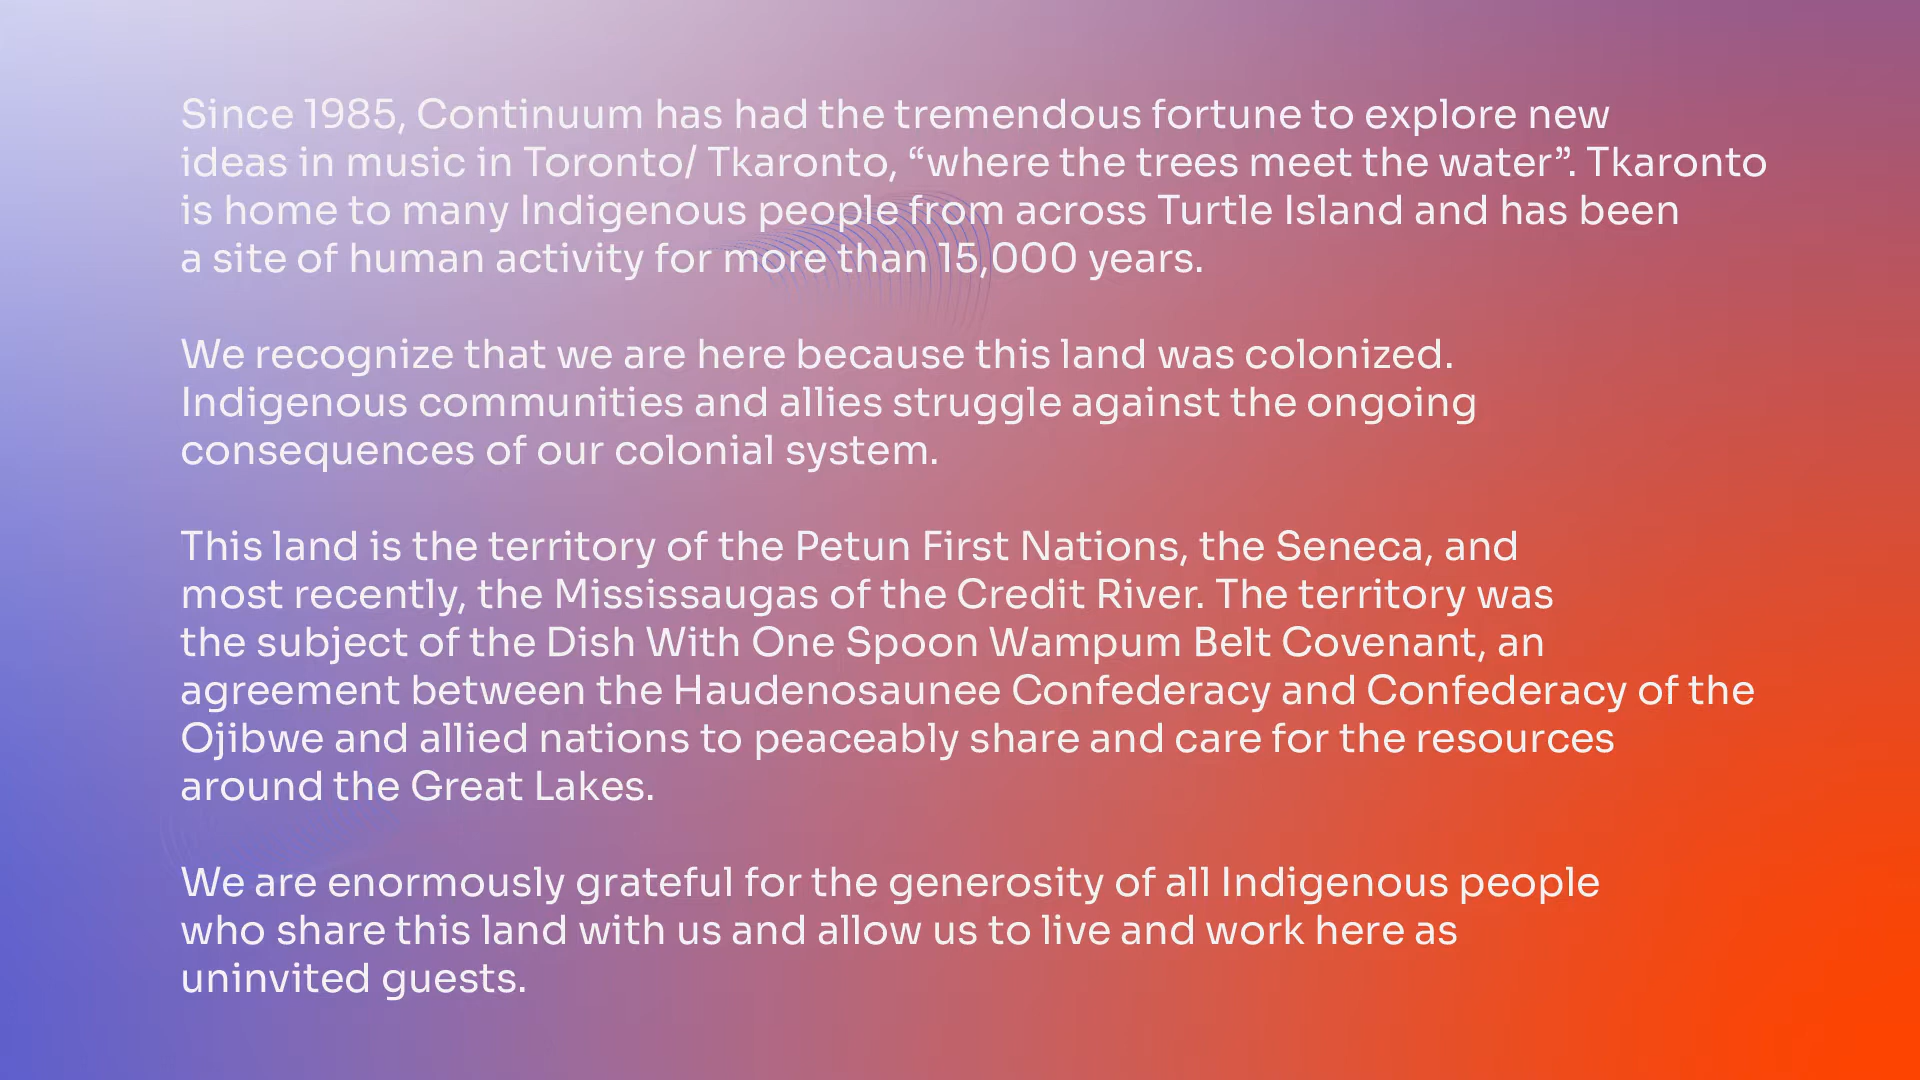 Since 1985, Continuum has had the tremendous fortune to explore new
ideas in music in Toronto/ Tkaronto, “where the trees meet the water”. Tkaronto
is home to many Indigenous people from across Turtle Island and has been
a site of human activity for more than 15,000 years.
We recognize that we are here because this land was colonized.
Indigenous communities and allies struggle against the ongoing
consequences of our colonial system.
This land is the territory of the Petun First Nations, the Seneca, and
most recently, the Mississaugas of the Credit River. The territory was
the subject of the Dish With One Spoon Wampum Belt Covenant, an
agreement between the Haudenosaunee Confederacy and Confederacy of the
Ojibwe and allied nations to peaceably share and care for the resources
around the Great Lakes.
We are enormously grateful for the generosity of all Indigenous people
who share this land with us and allow us to live and work here as
uninvited guests.